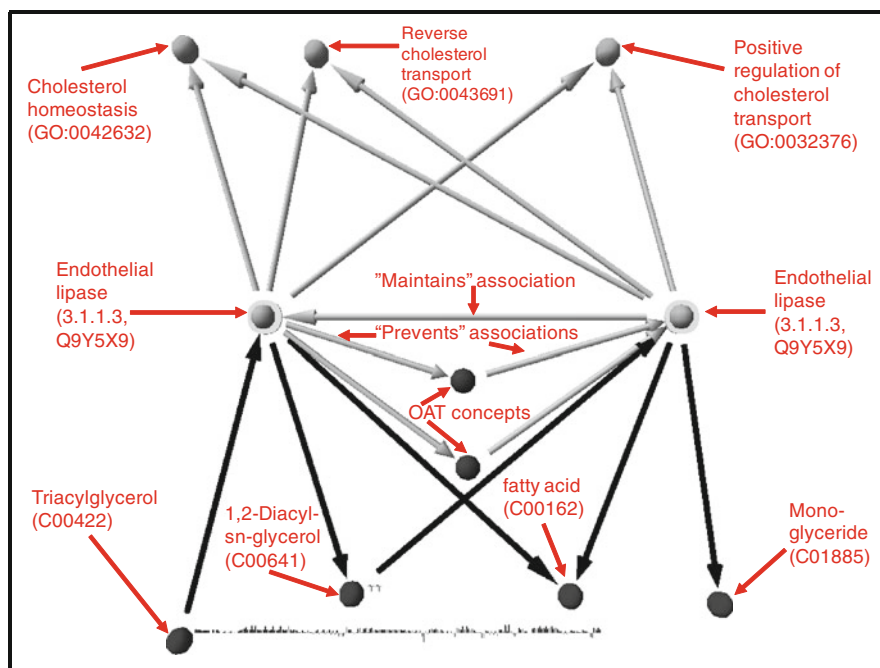 Cholesterol
homeostasis
(GO:0042632)
Reverse
cholesterol
transport
(GO:0043691)
Positive
regulation of
cholesterol
transport
(GO:0032376)
Endothelial
lipase
(3.1.1.3,
Q9Y5X9)
”Maintains” association
“Prevents” associations
OAT concepts
Endothelial
lipase
(3.1.1.3,
Q9Y5X9)
Triacylglycerol
(C00422)
1,2-Diacyl-
sn-glycerol
(C00641)
fatty acid
(C00162)
Mono-
glyceride
(C01885)